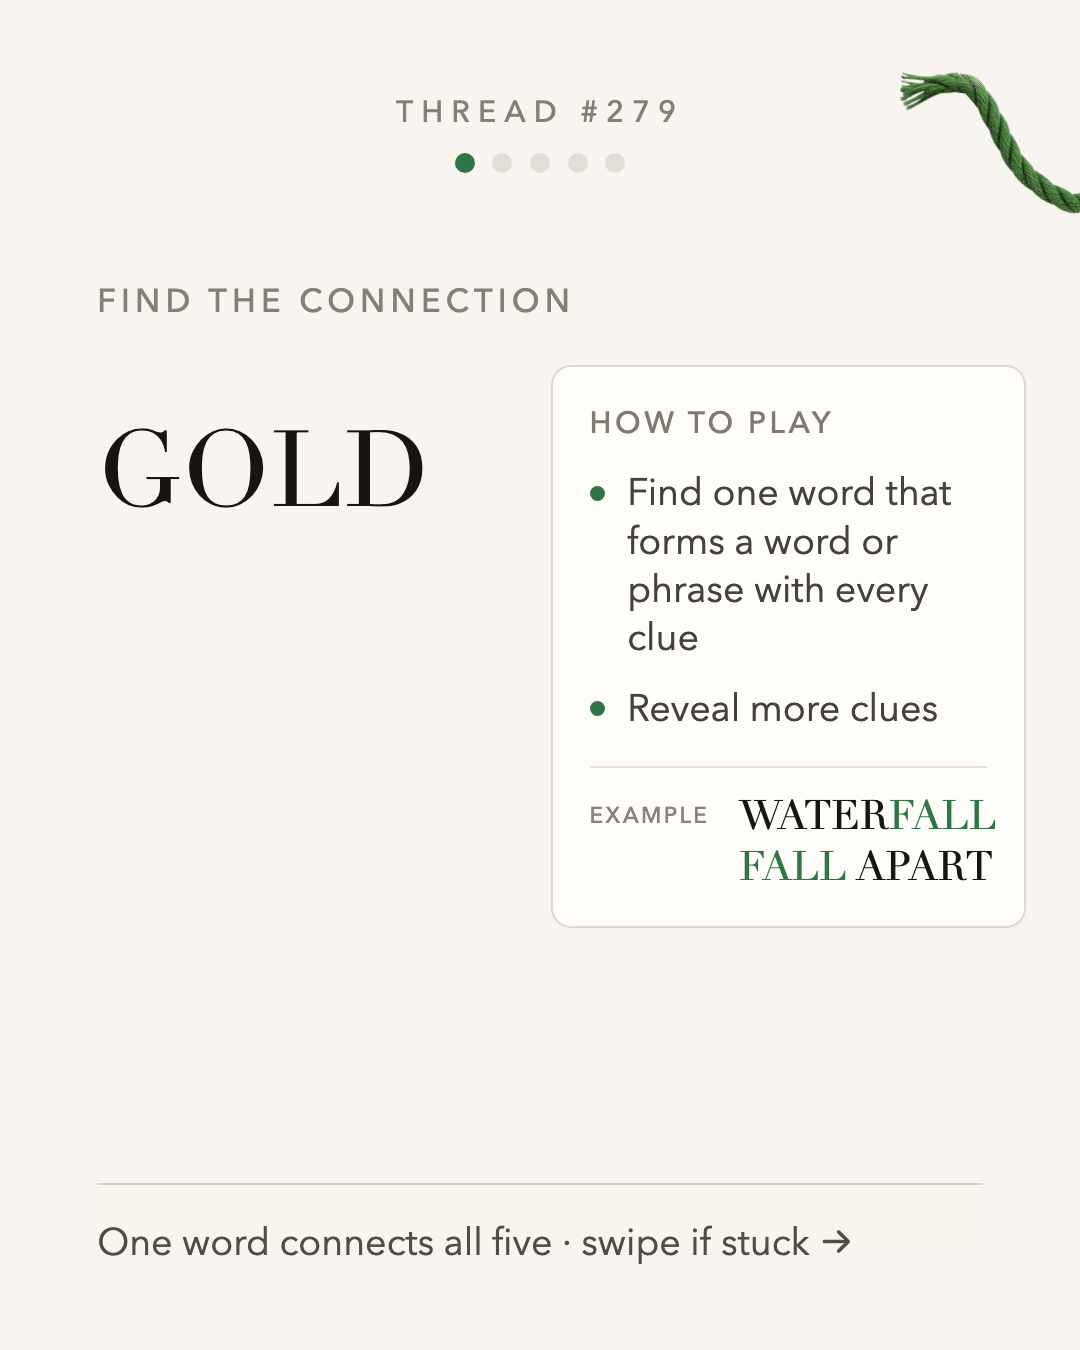 THREAD #279
FIND THE CONNECTION
GOLD
HOW TO PLAY
• Find one word that
forms a word or
phrase with every
clue
• Reveal more clues
EXAMPLE WATERFALL
FALL APART
One word connects all five · swipe if stuck →